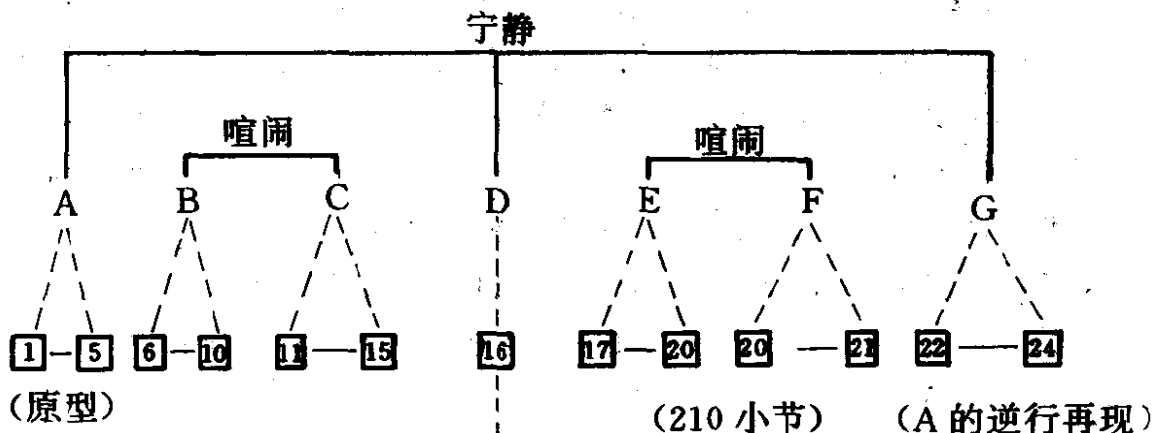 宁静
喧闹 喧闹
A B C D E F G
1 — 5 6 — 10 11 — 15 16 17 — 20 20 — 21 22 — 24
(原型) (210 小节) (A 的逆行再现)